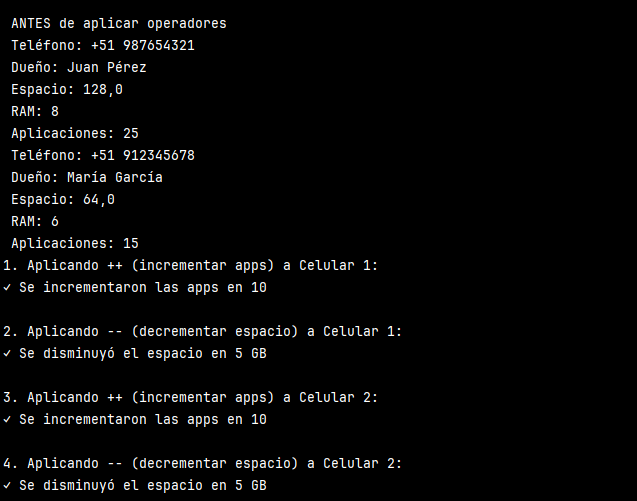 ANTES de aplicar operadores
Teléfono: +51 987654321
Dueño: Juan Pérez
Espacio: 128,0
RAM: 8
Aplicaciones: 25
Teléfono: +51 912345678
Dueño: María García
Espacio: 64,0
RAM: 6
Aplicaciones: 15
1. Aplicando ++ (incrementar apps) a Celular 1:
✓ Se incrementaron las apps en 10
2. Aplicando -- (decrementar espacio) a Celular 1:
✓ Se disminuyó el espacio en 5 GB
3. Aplicando ++ (incrementar apps) a Celular 2:
✓ Se incrementaron las apps en 10
4. Aplicando -- (decrementar espacio) a Celular 2:
✓ Se disminuyó el espacio en 5 GB